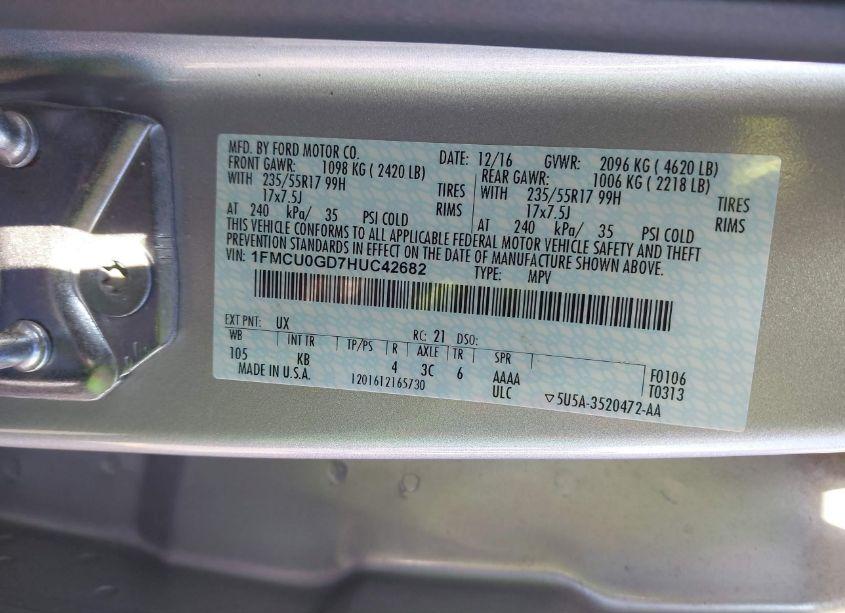 MFD. BY FORD MOTOR CO. DATE: 12/16 GVWR: 2096 KG ( 4620 LB)
FRONT GAWR: 1098 KG ( 2420 LB) REAR GAWR: 1006 KG ( 2218 LB)
WITH 235/55R17 99H TIRES WITH 235/55R17 99H TIRES
17x7.5J RIMS 17x7.5J RIMS
AT 240 kPa/ 35 PSI COLD AT 240 kPa/ 35 PSI COLD
THIS VEHICLE CONFORMS TO ALL APPLICABLE FEDERAL MOTOR VEHICLE SAFETY AND THEFT
PREVENTION STANDARDS IN EFFECT ON THE DATE OF MANUFACTURE SHOWN ABOVE.
VIN: 1FMCU0GD7HUC42682 TYPE: MPV
EXT PNT: UX RC: 21 DSO:
WB INT TR TP/PS R AXLE TR SPR
105 KB 4 3C 6 AAAA F0106
MADE IN U.S.A. 1201612165730 ULC T0313
▽5U5A-3520472-AA